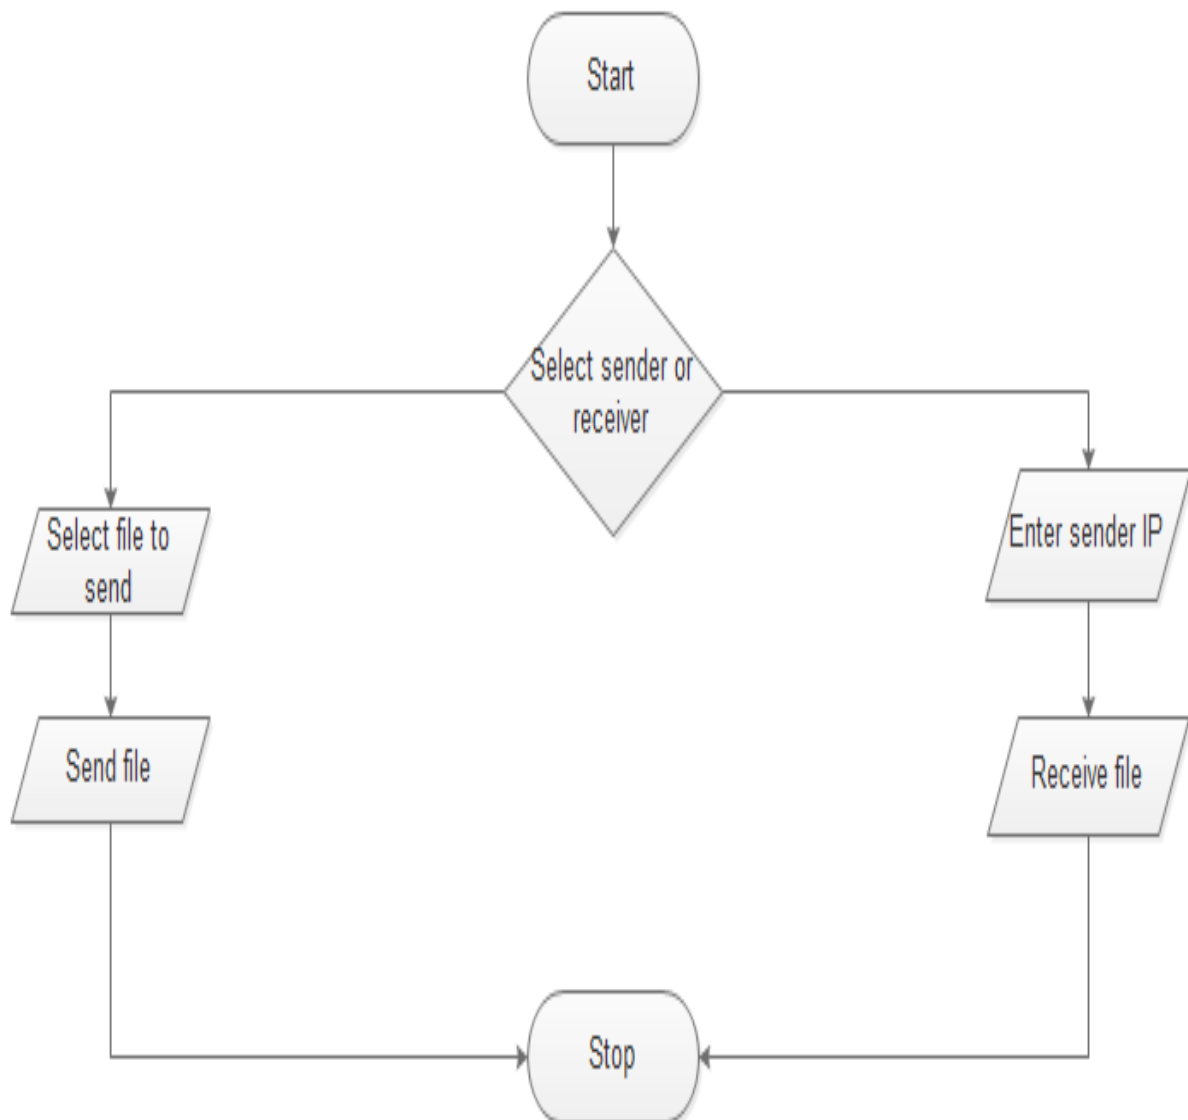 Start
Select sender or
receiver
Select file to
send
Enter sender IP
Send file
Receive file
Stop